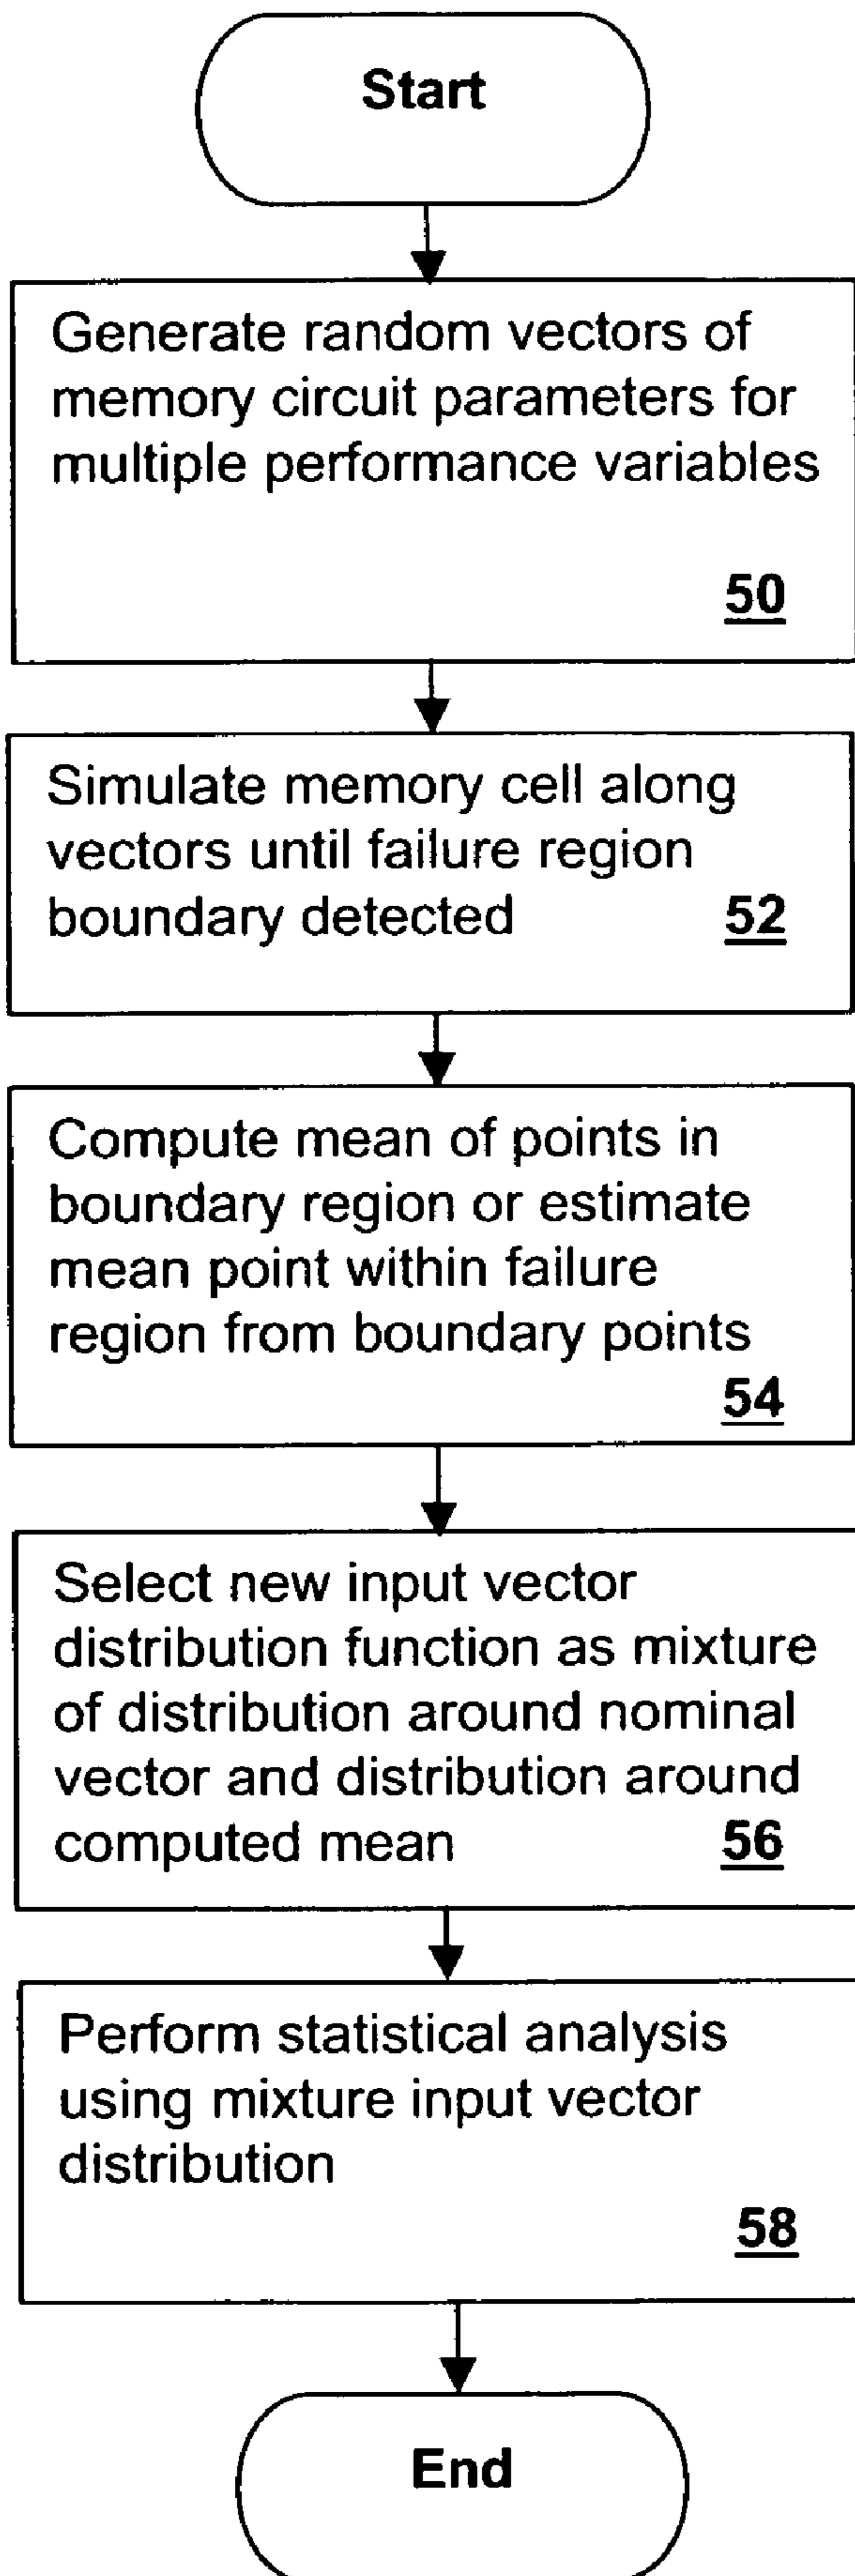 Start
Generate random vectors of
memory circuit parameters for
multiple performance variables
50
Simulate memory cell along
vectors until failure region
boundary detected 52
Compute mean of points in
boundary region or estimate
mean point within failure
region from boundary points
54
Select new input vector
distribution function as mixture
of distribution around nominal
vector and distribution around
computed mean 56
Perform statistical analysis
using mixture input vector
distribution
58
End